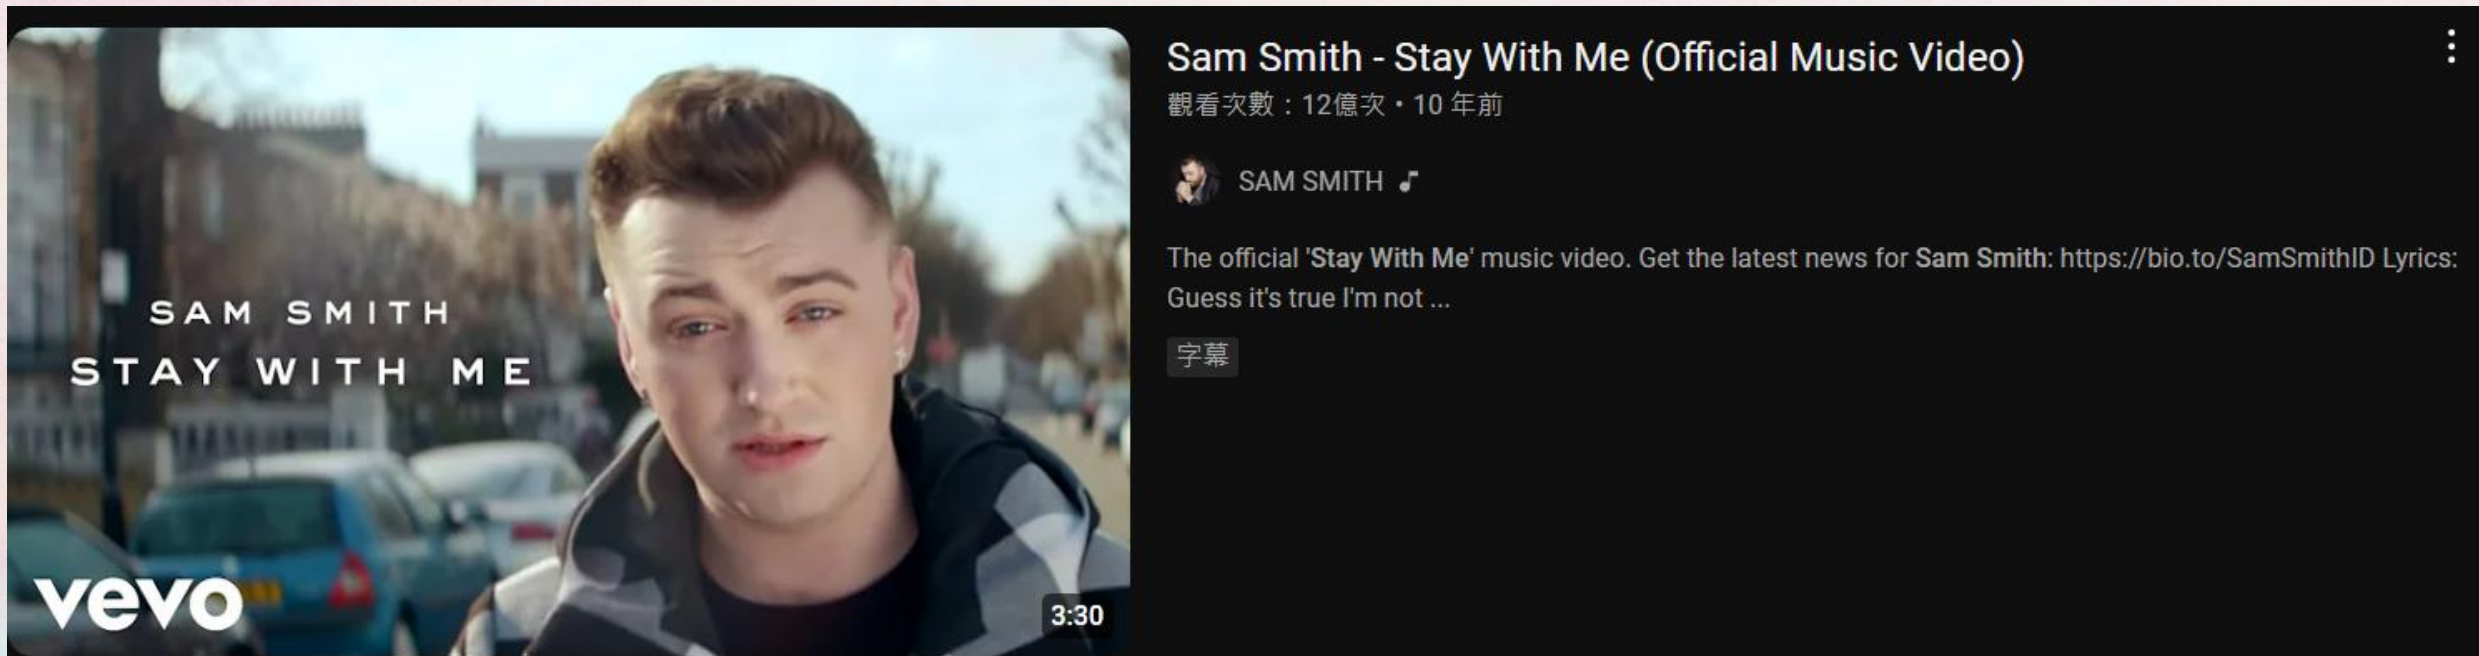 SAM SMITH
STAY WITH ME
vevo
3:30
Sam Smith - Stay With Me (Official Music Video)
觀看次數：12億次・10 年前
SAM SMITH
The official 'Stay With Me' music video. Get the latest news for Sam Smith: https://bio.to/SamSmithID Lyrics:
Guess it's true I'm not ...
字幕